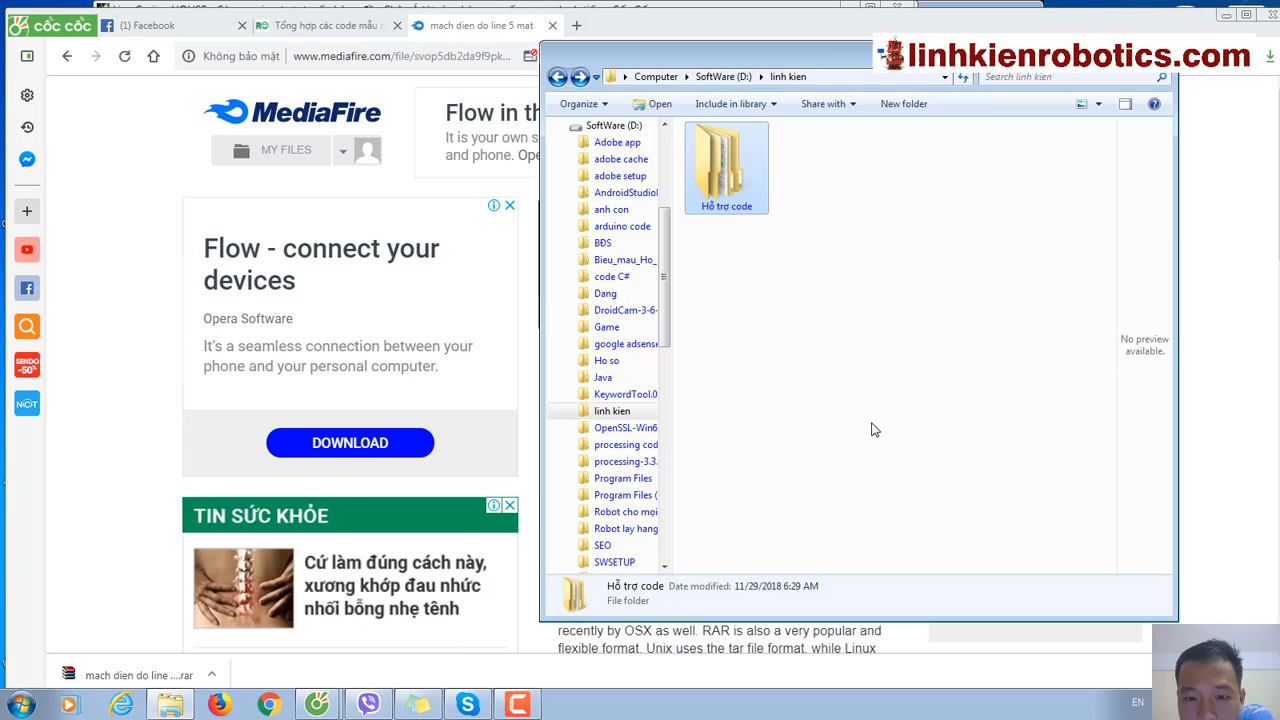 cốc cốc
(1) Facebook
Tổng hợp các code mẫu c
mach dien do line 5 mat
Không bảo mật
www.mediafire.com/file/svop5db2da9f9pk...
linhkienrobotics.com
Computer
SoftWare (D:)
linh kien
Search linh kien
Organize
Open
Include in library
Share with
New folder
MediaFire
MY FILES
Flow in th
It is your own s
and phone. Ope
Flow - connect your
devices
Opera Software
It's a seamless connection between your
phone and your personal computer.
DOWNLOAD
TIN SỨC KHỎE
Cứ làm đúng cách này,
xương khớp đau nhức
nhối bỗng nhẹ tênh
SENDO
-50%
NOT
SoftWare (D:)
Adobe app
adobe cache
adobe setup
AndroidStudioI
anh con
arduino code
BĐS
Bieu_mau_Ho_
code C#
Dang
DroidCam-3-6-
Game
google adsense
Ho so
Java
KeywordTool.0
linh kien
OpenSSL-Win6
processing cod
processing-3.3.
Program Files
Program Files (
Robot cho mọi
Robot lay hang
SEO
SWSETUP
Hỗ trợ code
No preview
available.
Hỗ trợ code
Date modified: 11/29/2018 6:29 AM
File folder
recently by OSX as well. RAR is also a very popular and
flexible format. Unix uses the tar file format, while Linux
mach dien do line ....rar
EN